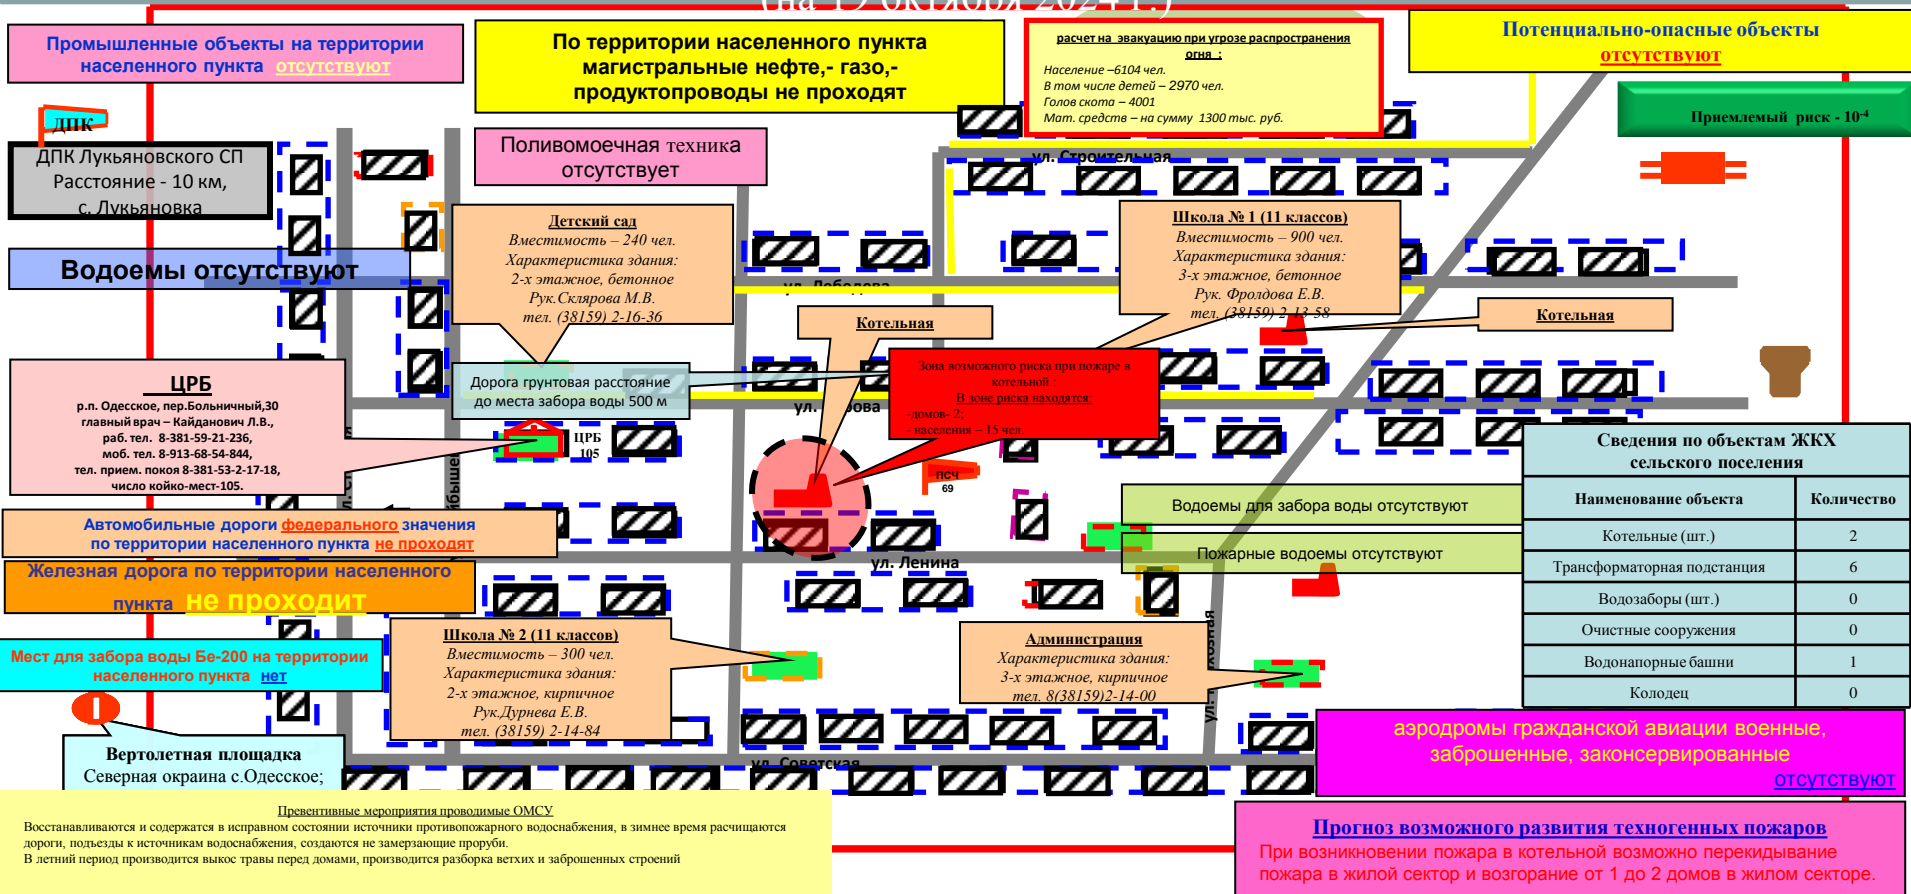 (на 19 октября 2024 г.)
Промышленные объекты на территории
населенного пункта отсутствуют
По территории населенного пункта
магистральные нефте,- газо,-
продуктопроводы не проходят
расчет на эвакуацию при угрозе распространения
огня :
Население –6104 чел.
В том числе детей – 2970 чел.
Голов скота – 4001
Мат. средств – на сумму 1300 тыс. руб.
Потенциально-опасные объекты
отсутствуют
Приемлемый риск - 10-4
ДПК
ДПК Лукьяновского СП
Расстояние - 10 км,
с. Лукьяновка
Поливомоечная техника
отсутствует
ул. Строительная
Детский сад
Вместимость – 240 чел.
Характеристика здания:
2-х этажное, бетонное
Рук.Склярова М.В.
тел. (38159) 2-16-36
Школа № 1 (11 классов)
Вместимость – 900 чел.
Характеристика здания:
3-х этажное, бетонное
Рук. Фролдова Е.В.
тел. (38159) 2-13-58
Водоемы отсутствуют
ул.
Котельная
Котельная
ЦРБ
р.п. Одесское, пер.Больничный,30
главный врач – Кайданович Л.В.,
раб. тел. 8-381-59-21-236,
моб. тел. 8-913-68-54-844,
тел. прием. покоя 8-381-53-2-17-18,
число койко-мест-105.
Дорога грунтовая расстояние
до места забора воды 500 м
Зона возможного риска при пожаре в
котельной :
В зоне риска находятся:
-домов- 2;
- населения – 15 чел.
ул.
ЦРБ
105
ПСЧ
69
Водоемы для забора воды отсутствуют
Пожарные водоемы отсутствуют
Сведения по объектам ЖКХ
сельского поселения
Наименование объекта Количество
Котельные (шт.) 2
Трансформаторная подстанция 6
Водозаборы (шт.) 0
Очистные сооружения 0
Водонапорные башни 1
Колодец 0
Автомобильные дороги федерального значения
по территории населенного пункта не проходят
ул. Ленина
Железная дорога по территории населенного
пункта не проходит
Школа № 2 (11 классов)
Вместимость – 300 чел.
Характеристика здания:
2-х этажное, кирпичное
Рук.Дурнева Е.В.
тел. (38159) 2-14-84
Администрация
Характеристика здания:
3-х этажное, кирпичное
тел. 8(38159)2-14-00
Мест для забора воды Бе-200 на территории
населенного пункта нет
Вертолетная площадка
Северная окраина с.Одесское;
ул. Советская
аэродромы гражданской авиации военные,
заброшенные, законсервированные
отсутствуют
Превентивные мероприятия проводимые ОМСУ
Восстанавливаются и содержатся в исправном состоянии источники противопожарного водоснабжения, в зимнее время расчищаются
дороги, подъезды к источникам водоснабжения, создаются не замерзающие проруби.
В летний период производится выкос травы перед домами, производится разборка ветхих и заброшенных строений
Прогноз возможного развития техногенных пожаров
При возникновении пожара в котельной возможно перекидывание
пожара в жилой сектор и возгорание от 1 до 2 домов в жилом секторе.